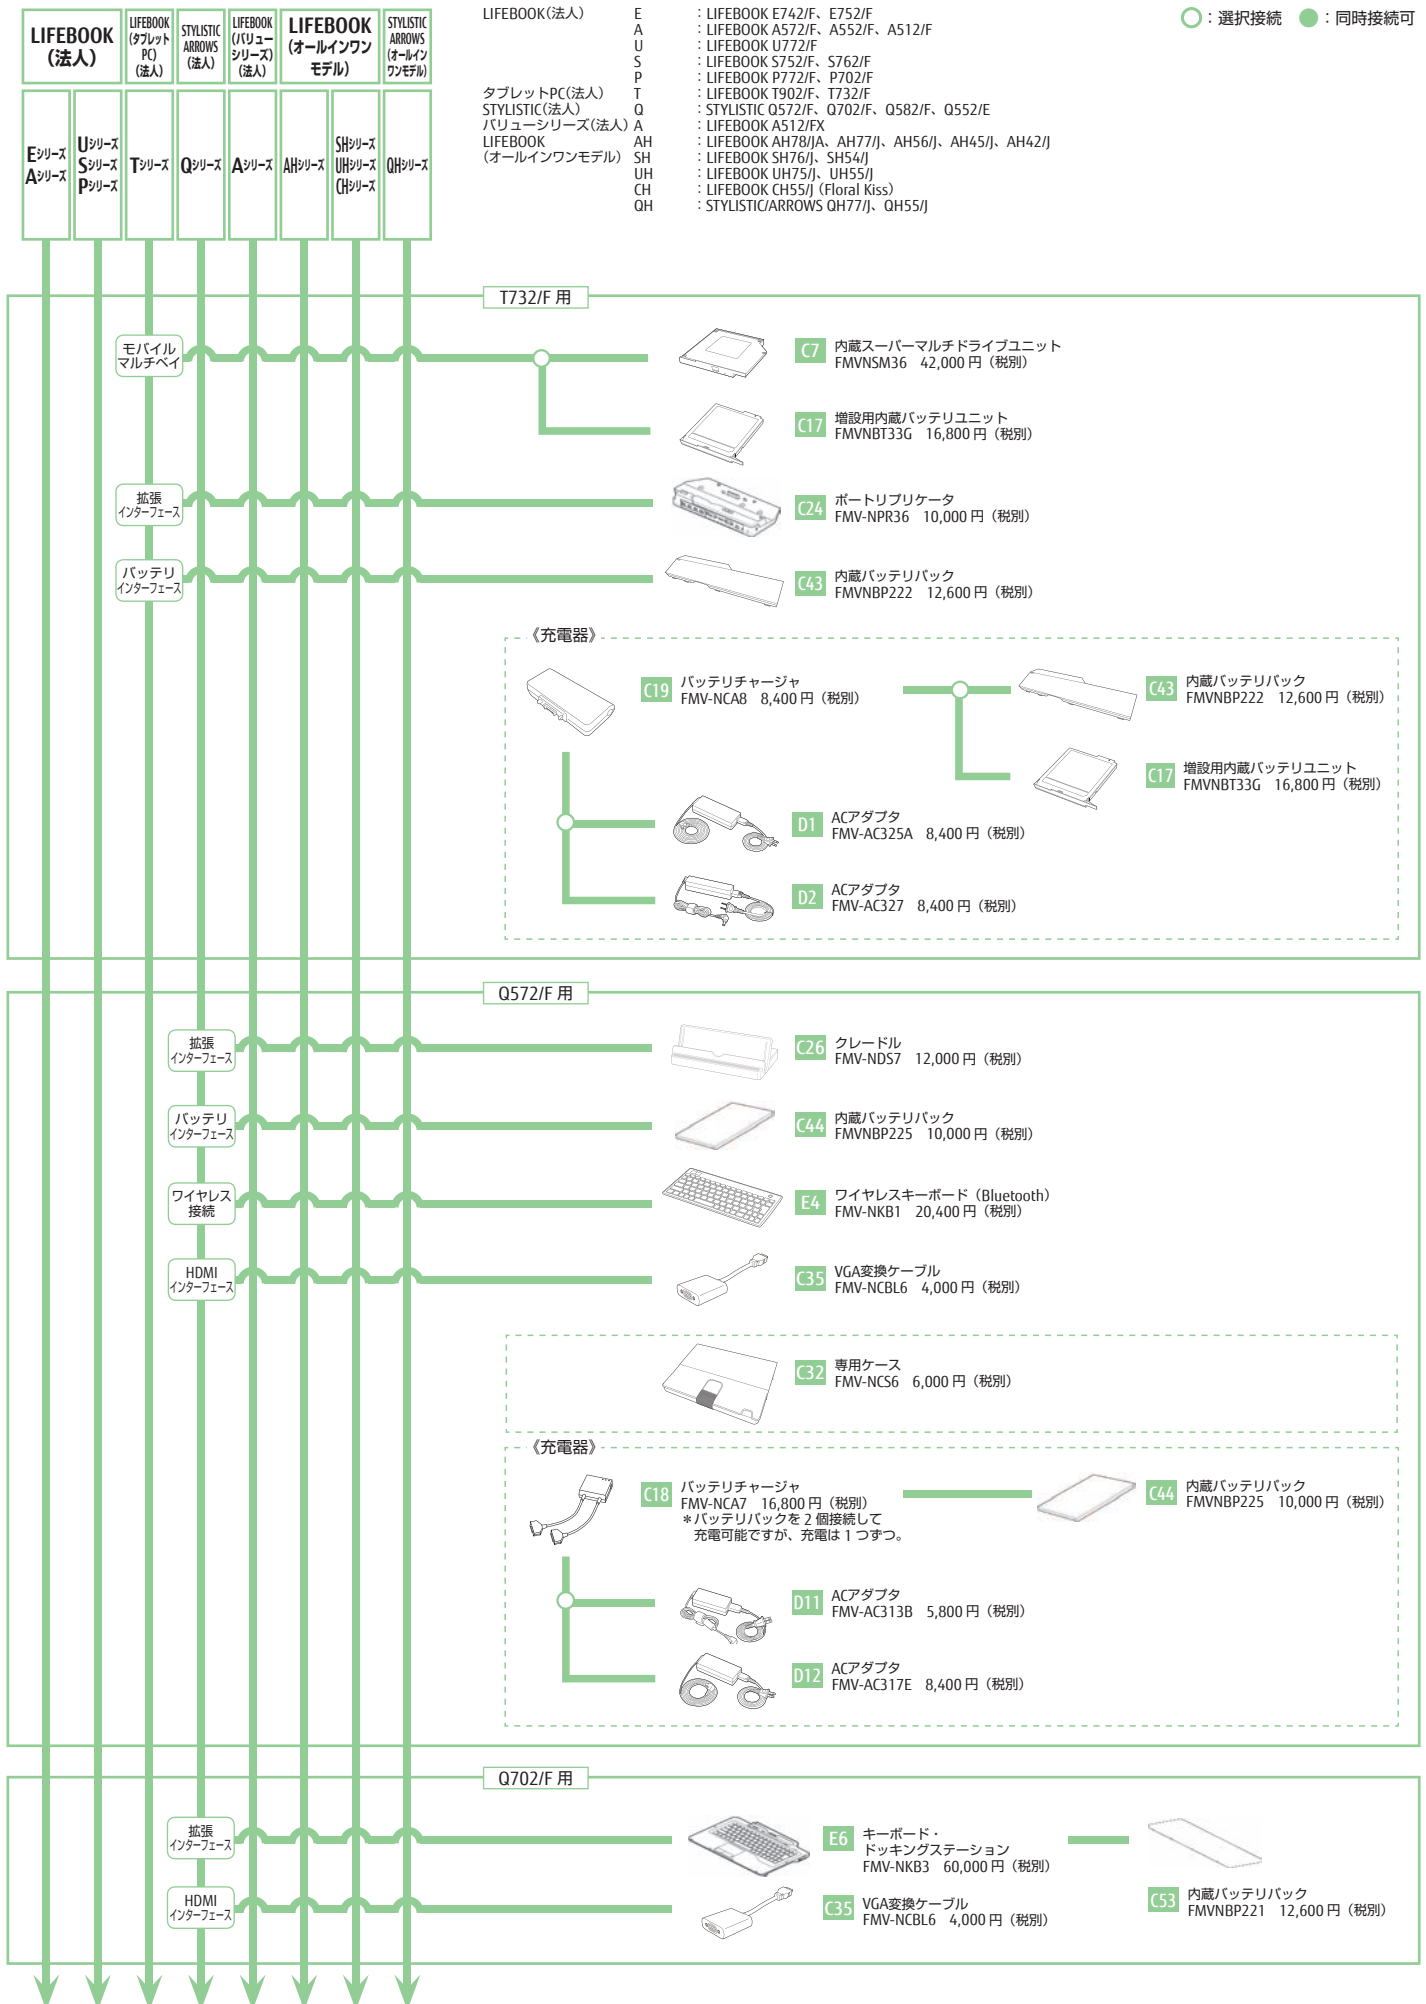 LIFEBOOK
(法人)
LIFEBOOK
(タブレット
PC)
(法人)
STYLISTIC
ARROWS
(法人)
LIFEBOOK
(バリュー
シリーズ)
(法人)
LIFEBOOK
(オールインワン
モデル)
STYLISTIC
ARROWS
(オールイン
ワンモデル)
Eシリーズ
Aシリーズ
Uシリーズ
Sシリーズ
Pシリーズ
Tシリーズ
Qシリーズ
Aシリーズ
AHシリーズ
SHシリーズ
UHシリーズ
CHシリーズ
QHシリーズ
LIFEBOOK(法人) E :LIFEBOOK E742/F、E752/F
A :LIFEBOOK A572/F、A552/F、A512/F
U :LIFEBOOK U772/F
S :LIFEBOOK S752/F、S762/F
P :LIFEBOOK P772/F、P702/F
タブレットPC(法人) T :LIFEBOOK T902/F、T732/F
STYLISTIC(法人) Q :STYLISTIC Q572/F、Q702/F、Q582/F、Q552/E
バリューシリーズ(法人) A :LIFEBOOK A512/FX
LIFEBOOK AH :LIFEBOOK AH78/JA、AH77/J、AH56/J、AH45/J、AH42/J
(オールインワンモデル) SH :LIFEBOOK SH76/J、SH54/J
UH :LIFEBOOK UH75/J、UH55/J
CH :LIFEBOOK CH55/J (Floral Kiss)
QH :STYLISTIC/ARROWS QH77/J、QH55/J
:選択接続 :同時接続可
T732/F 用
モバイル
マルチベイ
C7 内蔵スーパーマルチドライブユニット
FMVNSM36 42,000 円(税別)
C17 増設用内蔵バッテリユニット
FMVNBT33G 16,800 円(税別)
拡張
インターフェース
C24 ポートリプリケータ
FMV-NPR36 10,000 円(税別)
バッテリ
インターフェース
C43 内蔵バッテリパック
FMVNBP222 12,600 円(税別)
《充電器》
C19 バッテリチャージャ
FMV-NCA8 8,400 円(税別)
C43 内蔵バッテリパック
FMVNBP222 12,600 円(税別)
C17 増設用内蔵バッテリユニット
FMVNBT33G 16,800 円(税別)
D1 ACアダプタ
FMV-AC325A 8,400 円(税別)
D2 ACアダプタ
FMV-AC327 8,400 円(税別)
Q572/F 用
拡張
インターフェース
C26 クレードル
FMV-NDS7 12,000 円(税別)
バッテリ
インターフェース
C44 内蔵バッテリパック
FMVNBP225 10,000 円(税別)
ワイヤレス
接続
E4 ワイヤレスキーボード(Bluetooth)
FMV-NKB1 20,400 円(税別)
HDMI
インターフェース
C35 VGA変換ケーブル
FMV-NCBL6 4,000 円(税別)
C32 専用ケース
FMV-NCS6 6,000 円(税別)
《充電器》
C18 バッテリチャージャ
FMV-NCA7 16,800 円(税別)
*バッテリパックを 2 個接続して
充電可能ですが、充電は 1 つずつ。
C44 内蔵バッテリパック
FMVNBP225 10,000 円(税別)
D11 ACアダプタ
FMV-AC313B 5,800 円(税別)
D12 ACアダプタ
FMV-AC317E 8,400 円(税別)
Q702/F 用
拡張
インターフェース
E6 キーボード・
ドッキングステーション
FMV-NKB3 60,000 円(税別)
HDMI
インターフェース
C35 VGA変換ケーブル
FMV-NCBL6 4,000 円(税別)
C53 内蔵バッテリパック
FMVNBP221 12,600 円(税別)